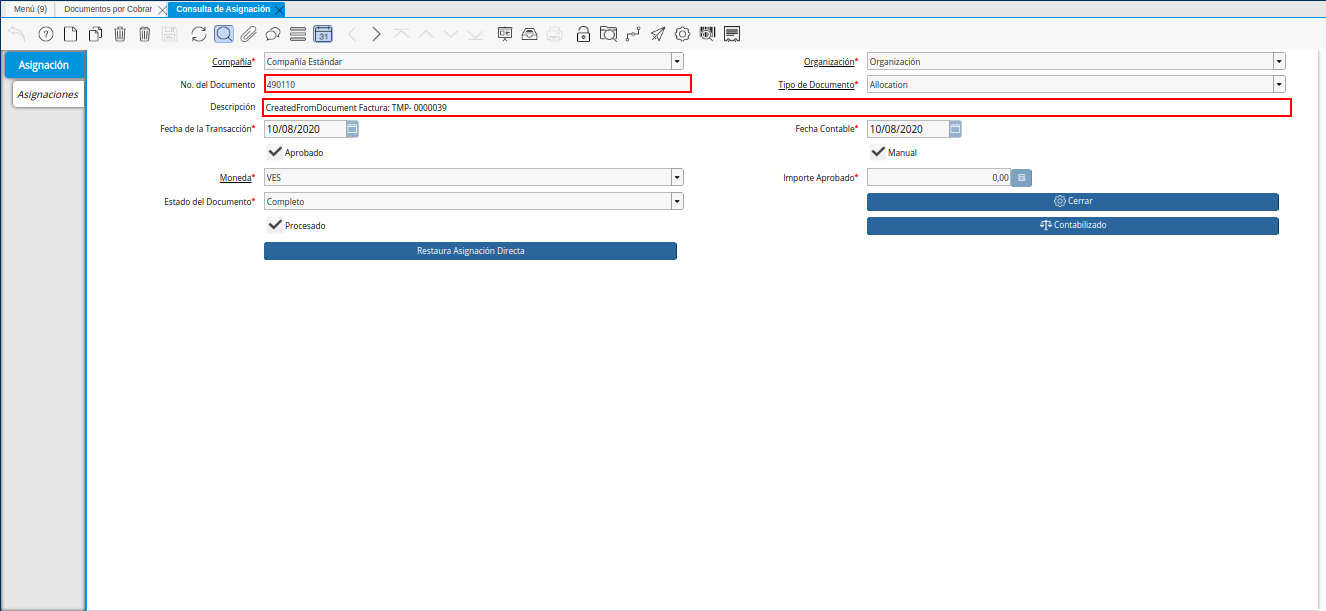 Menú (9) Documentos por Cobrar Consulta de Asignación
31
Asignación
Asignaciones
Compañía* Compañía Estándar Organización* Organización
No. del Documento 490110 Tipo de Documento* Allocation
Descripción CreatedFromDocument Factura: TMP- 0000039
Fecha de la Transacción* 10/08/2020 Fecha Contable* 10/08/2020
Aprobado Manual
Moneda* VES Importe Aprobado* 0,00
Estado del Documento* Completo Cerrar
Procesado Contabilizado
Restaura Asignación Directa